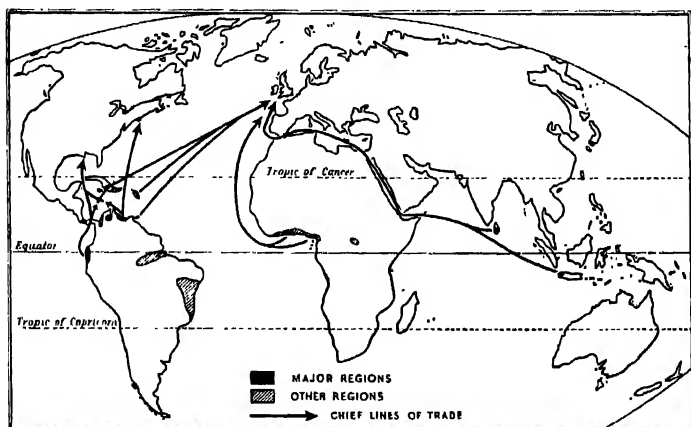 Tropic of Cancer
Equator
Tropic of Capricorn
MAJOR REGIONS
OTHER REGIONS
CHIEF LINES OF TRADE